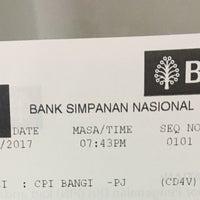 B
BANK SIMPANAN NASIONAL
DATE MASA/TIME SEQ NO
/2017 07:43PM 0101
I : CPI BANGI -PJ (CD4V)